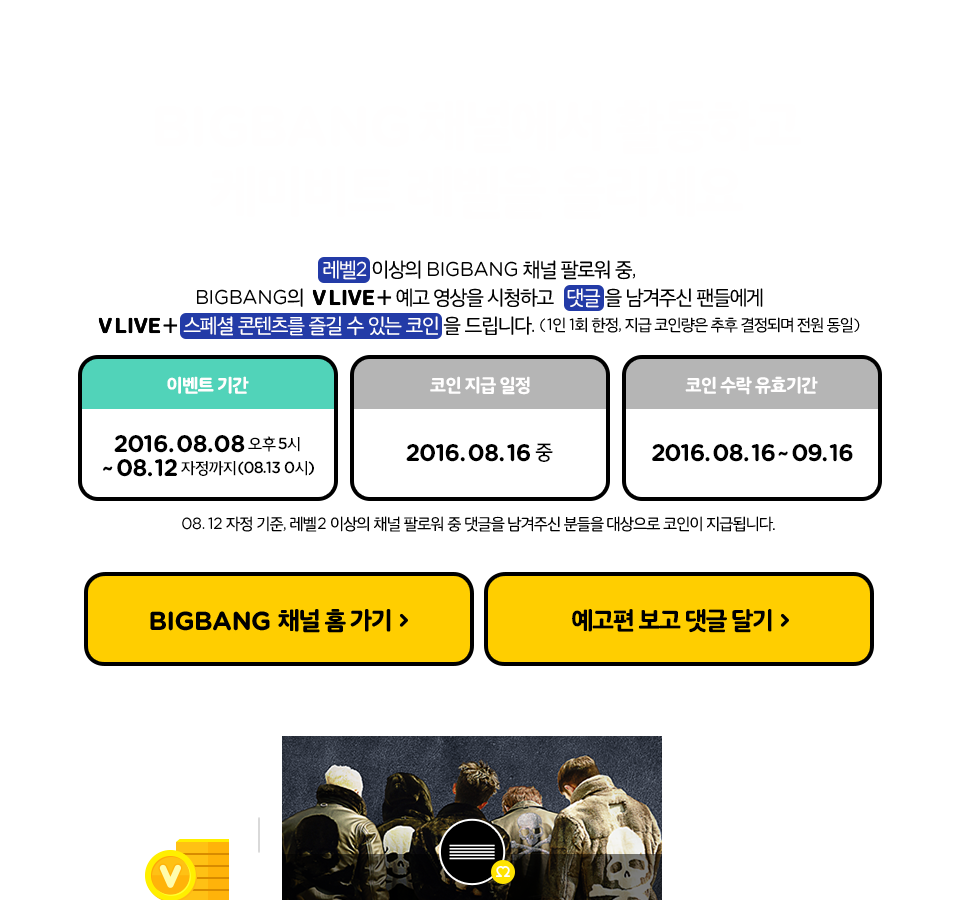 레벨2 이상의 BIGBANG 채널 팔로워 중,
BIGBANG의 V LIVE+ 예고 영상을 시청하고 댓글을 남겨주신 팬들에게
V LIVE+ 스페셜 콘텐츠를 즐길 수 있는 코인을 드립니다. (1인 1회 한정, 지급 코인량은 추후 결정되며 전원 동일)
이벤트 기간
2016.08.08 오후 5시
~ 08.12 자정까지(08.13 0시)
코인 지급 일정
2016.08.16 중
코인 수락 유효기간
2016.08.16 ~ 09.16
08. 12 자정 기준, 레벨2 이상의 채널 팔로워 중 댓글을 남겨주신 분들을 대상으로 코인이 지급됩니다.
BIGBANG 채널 홈 가기 >
예고편 보고 댓글 달기 >
V